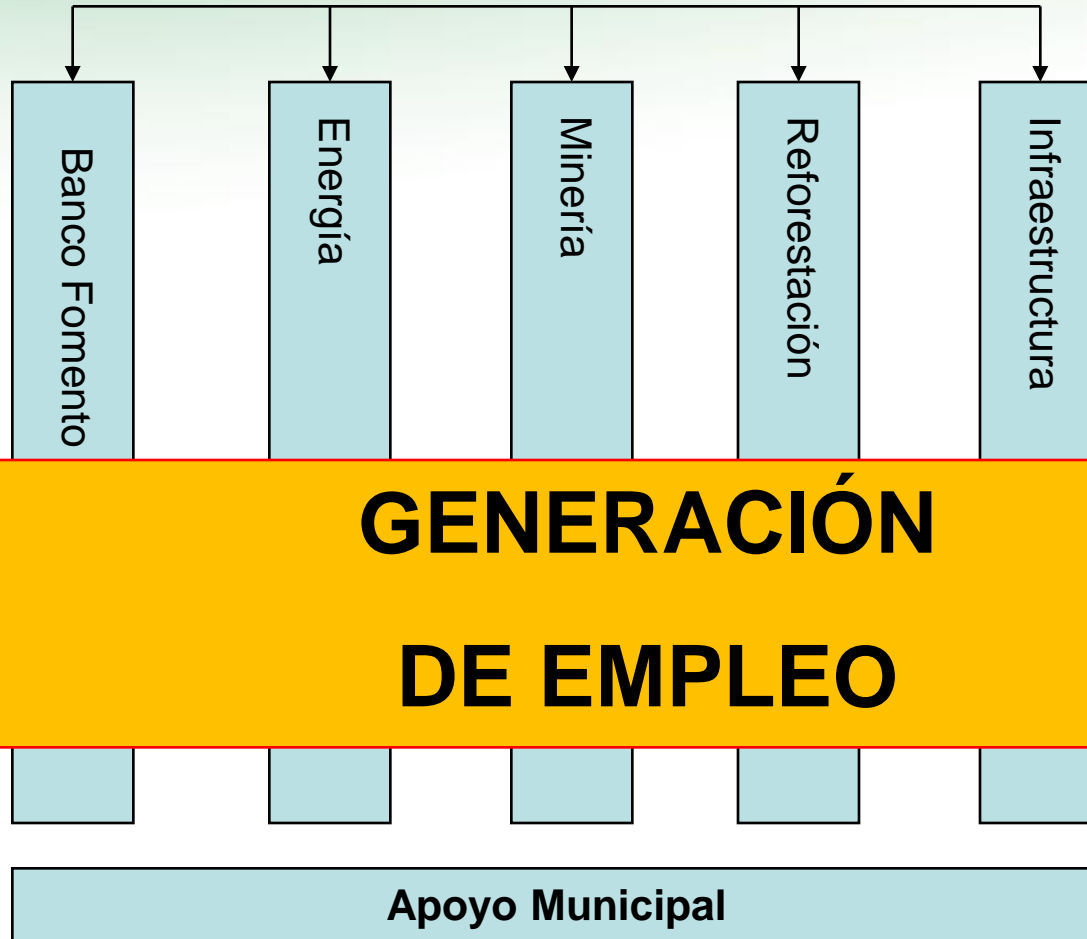 Banco Fomento
Energía
Minería
Reforestación
Infraestructura
GENERACIÓN
DE EMPLEO
Apoyo Municipal